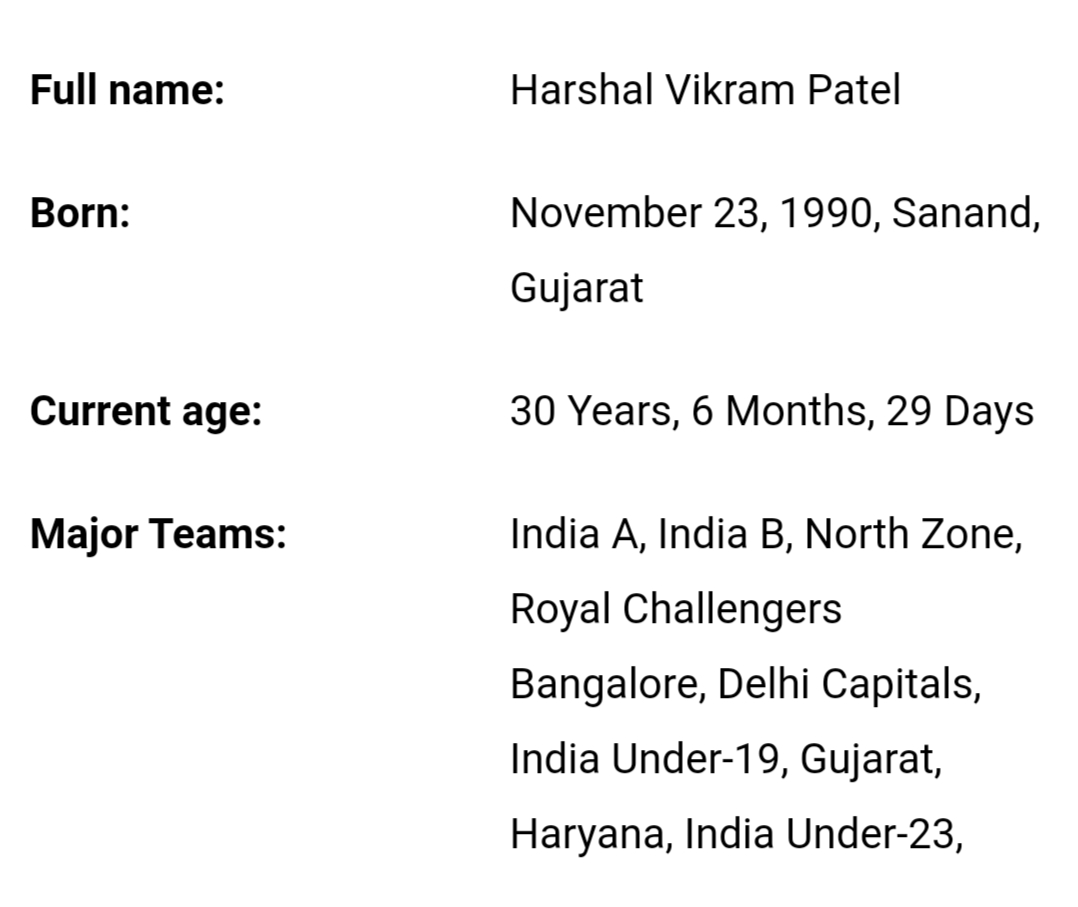 Full name: Harshal Vikram Patel
Born: November 23, 1990, Sanand,
Gujarat
Current age: 30 Years, 6 Months, 29 Days
Major Teams: India A, India B, North Zone,
Royal Challengers
Bangalore, Delhi Capitals,
India Under-19, Gujarat,
Haryana, India Under-23,